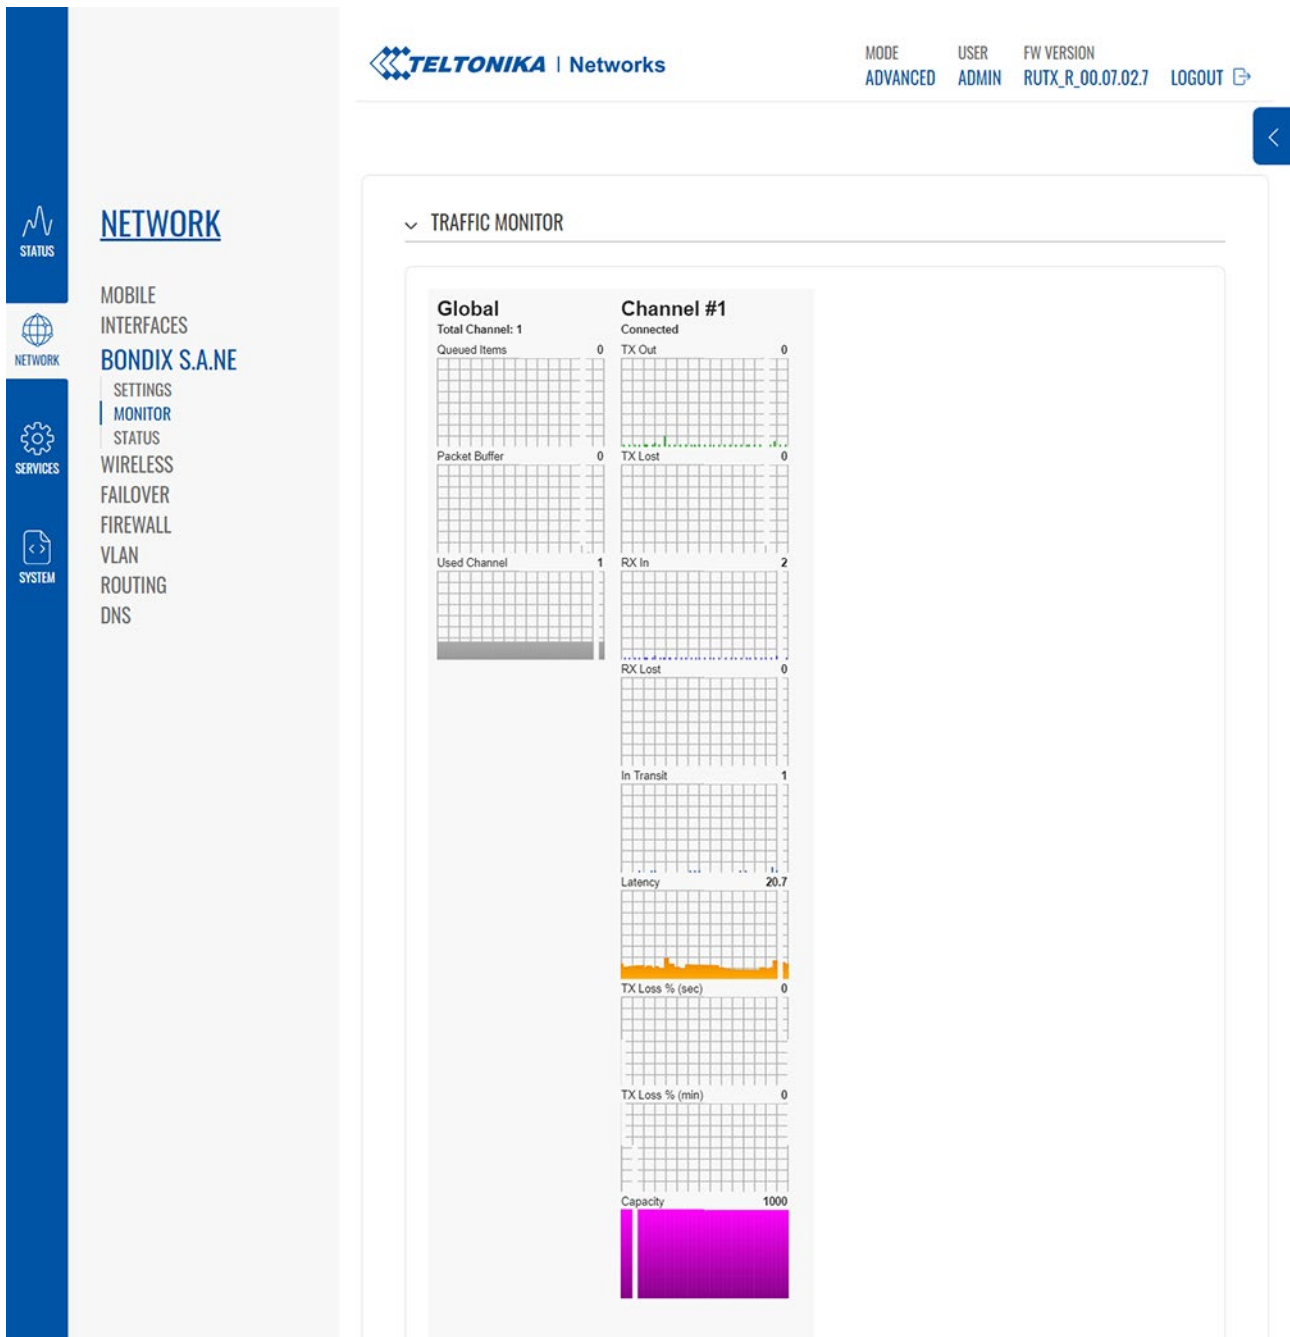 TELTONIKA | Networks
MODE
ADVANCED
USER
ADMIN
FW VERSION
RUTX_R_00.07.02.7
LOGOUT
STATUS
NETWORK
SERVICES
SYSTEM
NETWORK
MOBILE
INTERFACES
BONDIX S.A.NE
SETTINGS
MONITOR
STATUS
WIRELESS
FAILOVER
FIREWALL
VLAN
ROUTING
DNS
TRAFFIC MONITOR
Global
Total Channel: 1
Queued Items 0
Packet Buffer 0
Used Channel 1
Channel #1
Connected
TX Out 0
TX Lost 0
RX In 2
RX Lost 0
In Transit 1
Latency 20.7
TX Loss % (sec) 0
TX Loss % (min) 0
Capacity 1000